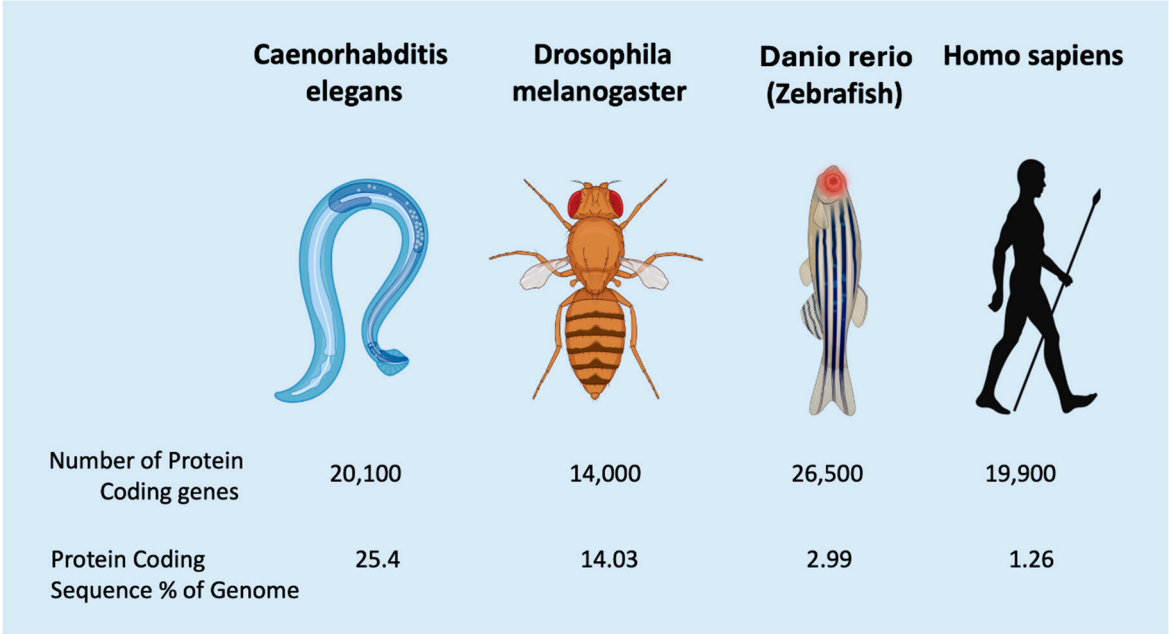 Caenorhabditis
elegans
Drosophila
melanogaster
Danio rerio
(Zebrafish)
Homo sapiens
Number of Protein
Coding genes
20,100
14,000
26,500
19,900
Protein Coding
Sequence % of Genome
25.4
14.03
2.99
1.26